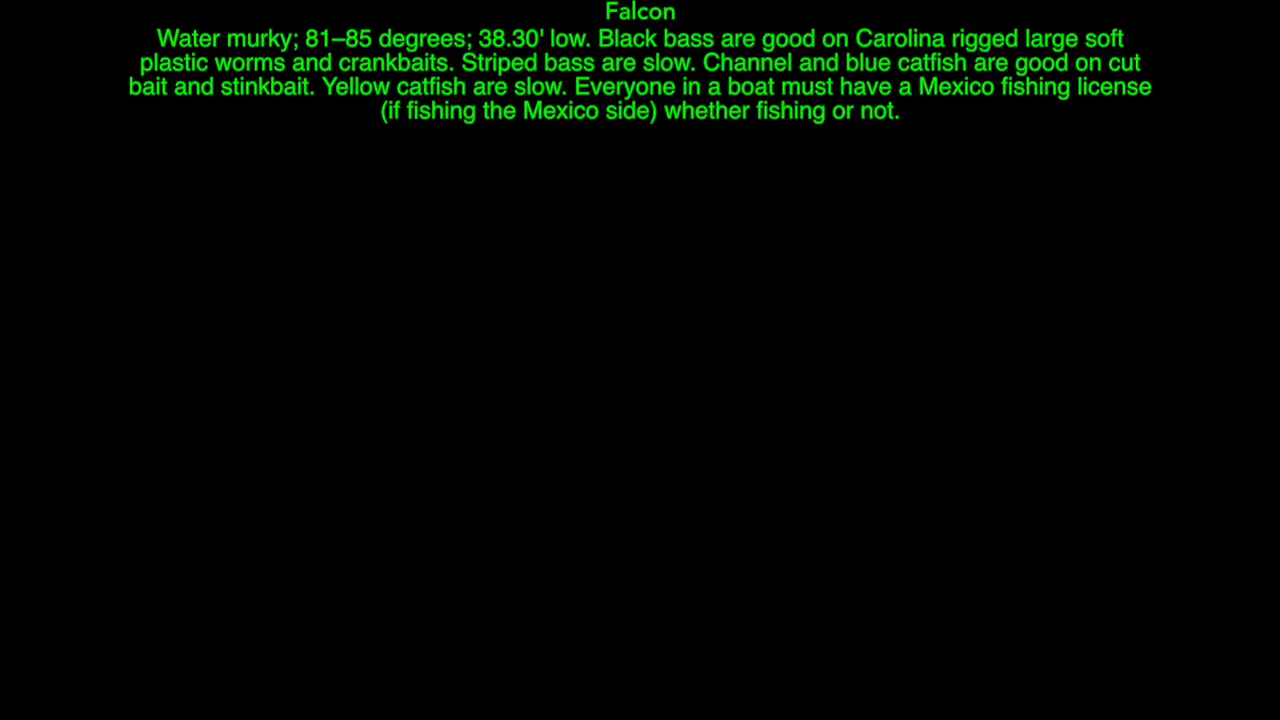 Falcon
Water murky; 81–85 degrees; 38.30' low. Black bass are good on Carolina rigged large soft
plastic worms and crankbaits. Striped bass are slow. Channel and blue catfish are good on cut
bait and stinkbait. Yellow catfish are slow. Everyone in a boat must have a Mexico fishing license
(if fishing the Mexico side) whether fishing or not.